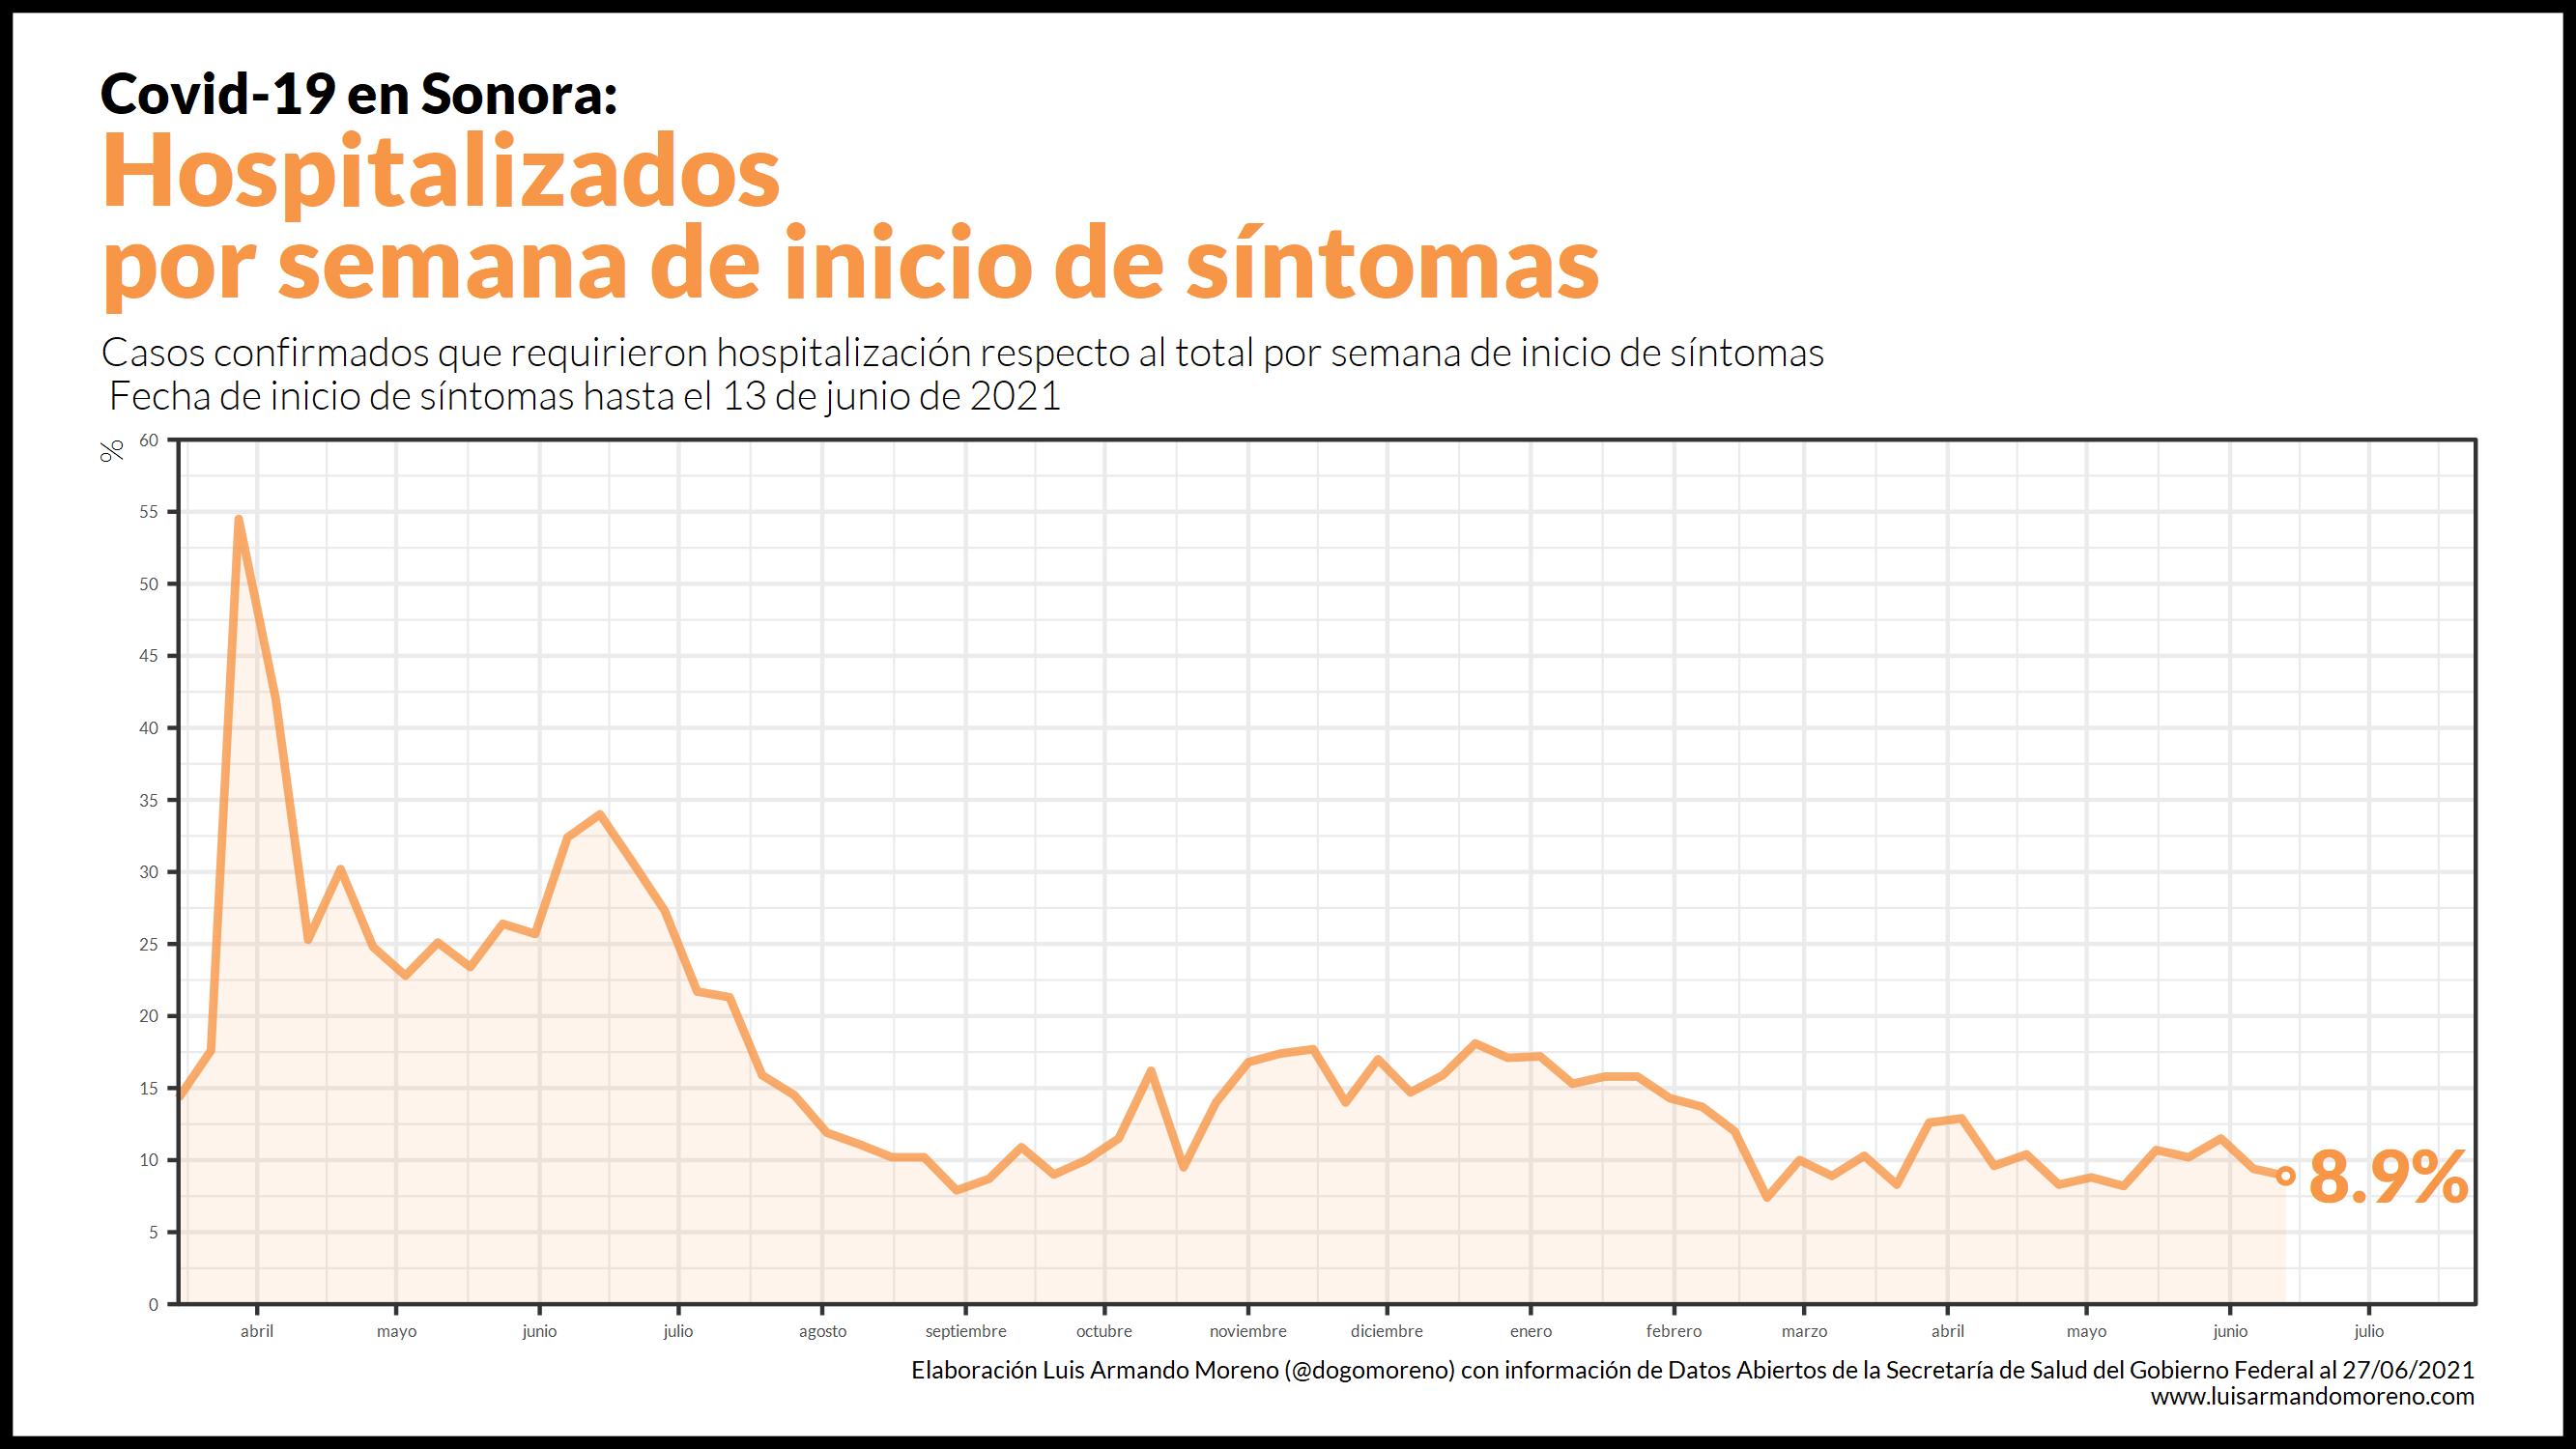 Covid-19 en Sonora:
Hospitalizados
por semana de inicio de síntomas
Casos confirmados que requirieron hospitalización respecto al total por semana de inicio de síntomas
Fecha de inicio de síntomas hasta el 13 de junio de 2021
%
60
55
50
45
40
35
30
25
20
15
10
5
0
8.9%
abril mayo junio julio agosto septiembre octubre noviembre diciembre enero febrero marzo abril mayo junio julio
Elaboración Luis Armando Moreno (@dogomoreno) con información de Datos Abiertos de la Secretaría de Salud del Gobierno Federal al 27/06/2021
www.luisarmandomoreno.com